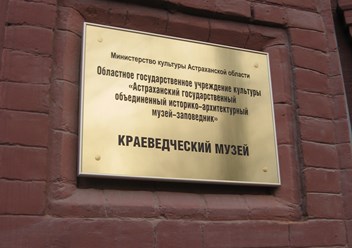 Министерство культуры Астраханской области
Областное государственное учреждение культуры
«Астраханский государственный
объединенный историко-архитектурный
музей-заповедник»
КРАЕВЕДЧЕСКИЙ МУЗЕЙ